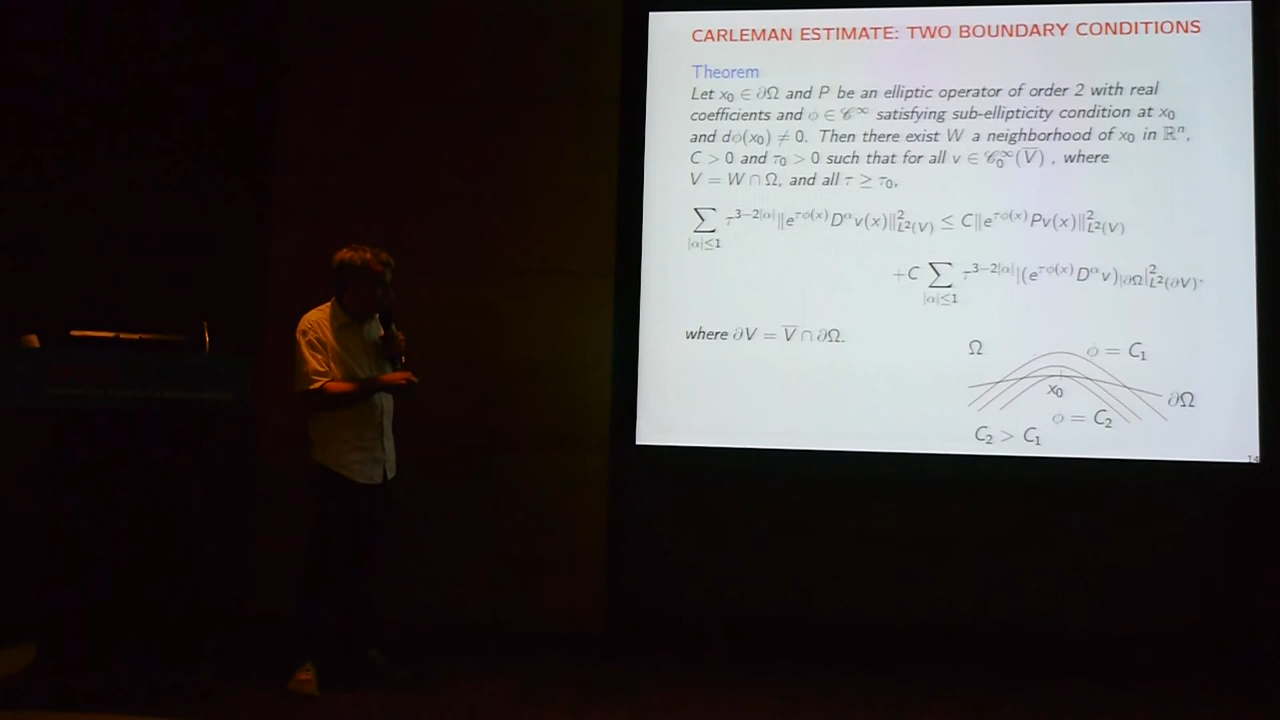 CARLEMAN ESTIMATE: TWO BOUNDARY CONDITIONS
Theorem
Let x₀ ∈ ∂Ω and P be an elliptic operator of order 2 with real
coefficients and ϕ ∈ 𝒞^∞ satisfying sub-ellipticity condition at x₀
and dϕ(x₀) ≠ 0. Then there exist W a neighborhood of x₀ in ℝⁿ,
C > 0 and τ₀ > 0 such that for all v ∈ 𝒞₀^∞(V̅) , where
V = W ∩ Ω, and all τ ≥ τ₀,
∑_{|α|≤1} τ^{3−2|α|} ‖e^{τϕ(x)} D^α v(x)‖²_{L²(V)} ≤ C‖e^{τϕ(x)} Pv(x)‖²_{L²(V)}
+C ∑_{|α|≤1} τ^{3−2|α|} |(e^{τϕ(x)} D^α v)_{|∂Ω}|²_{L²(∂V)}.
where ∂V = V̅ ∩ ∂Ω.
Ω ϕ = C₁
x₀ ∂Ω
ϕ = C₂
C₂ > C₁
14